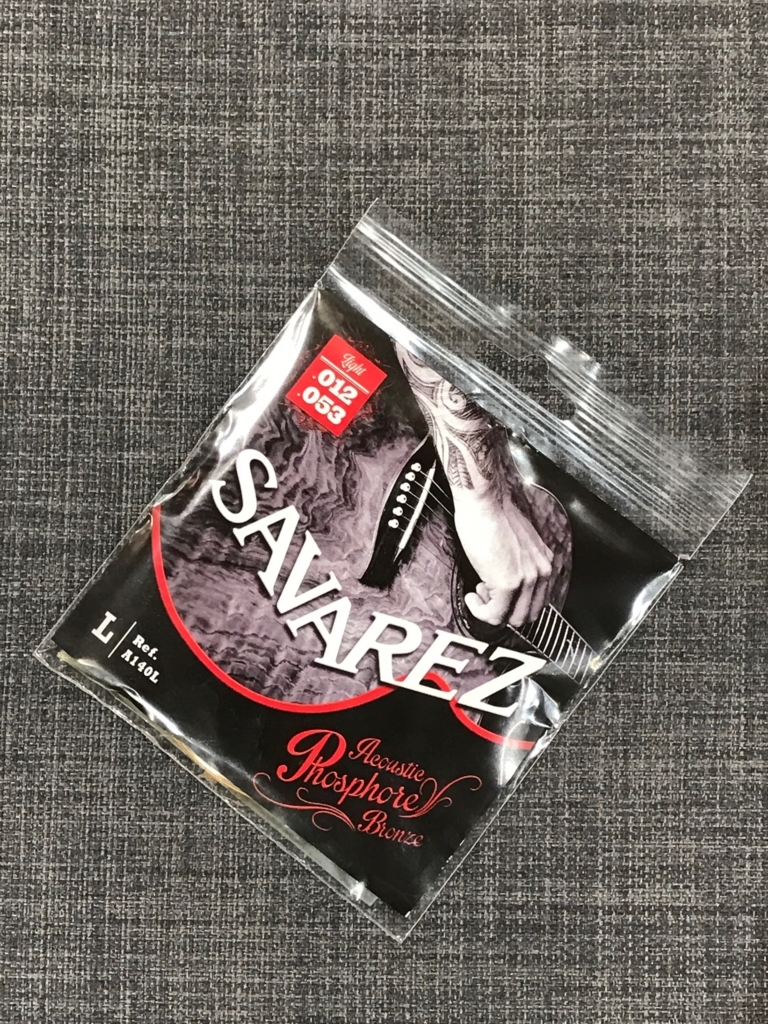 Light
.012
.053
SAVAREZ
L
Ref.
A140L
Acoustic
Phosphore
Bronze